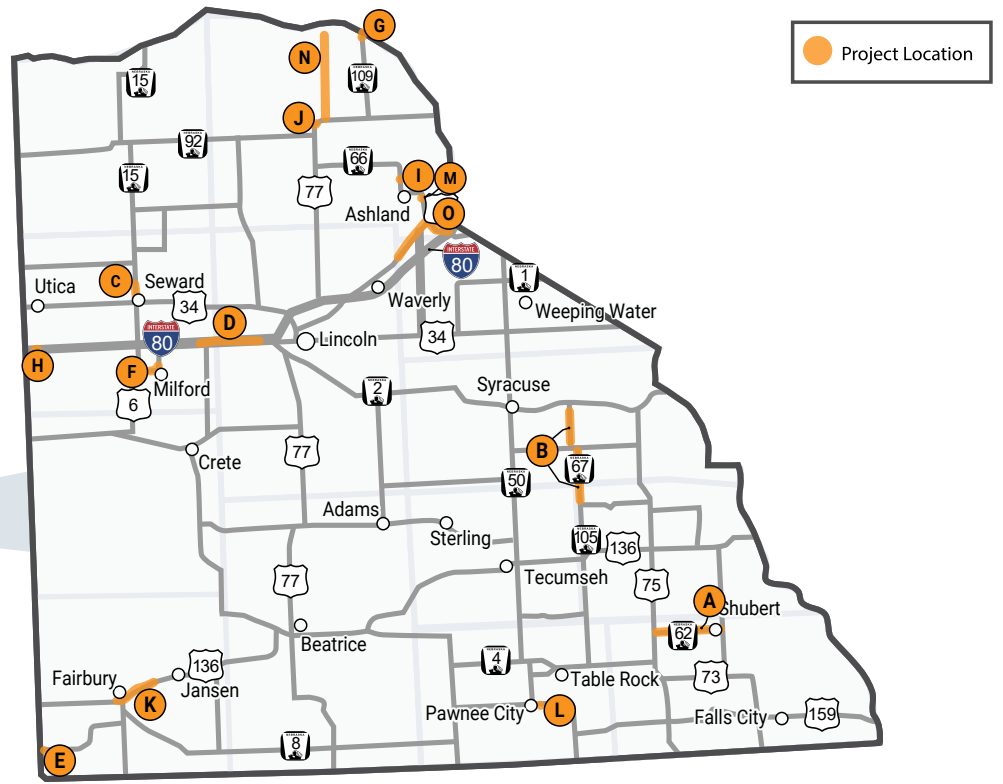 G
Project Location
N
15
109
J
92
66
15
I
M
77
O
Ashland
80
C
Utica
Seward
34
1
Waverly
Weeping Water
D
80
Lincoln
34
H
F
Milford
Syracuse
2
6
B
77
67
Crete
50
Adams
105
Sterling
136
77
75
Tecumseh
A
Shubert
62
Beatrice
4
136
Fairbury
Jansen
Table Rock
73
K
Pawnee City
L
Falls City
159
8
E